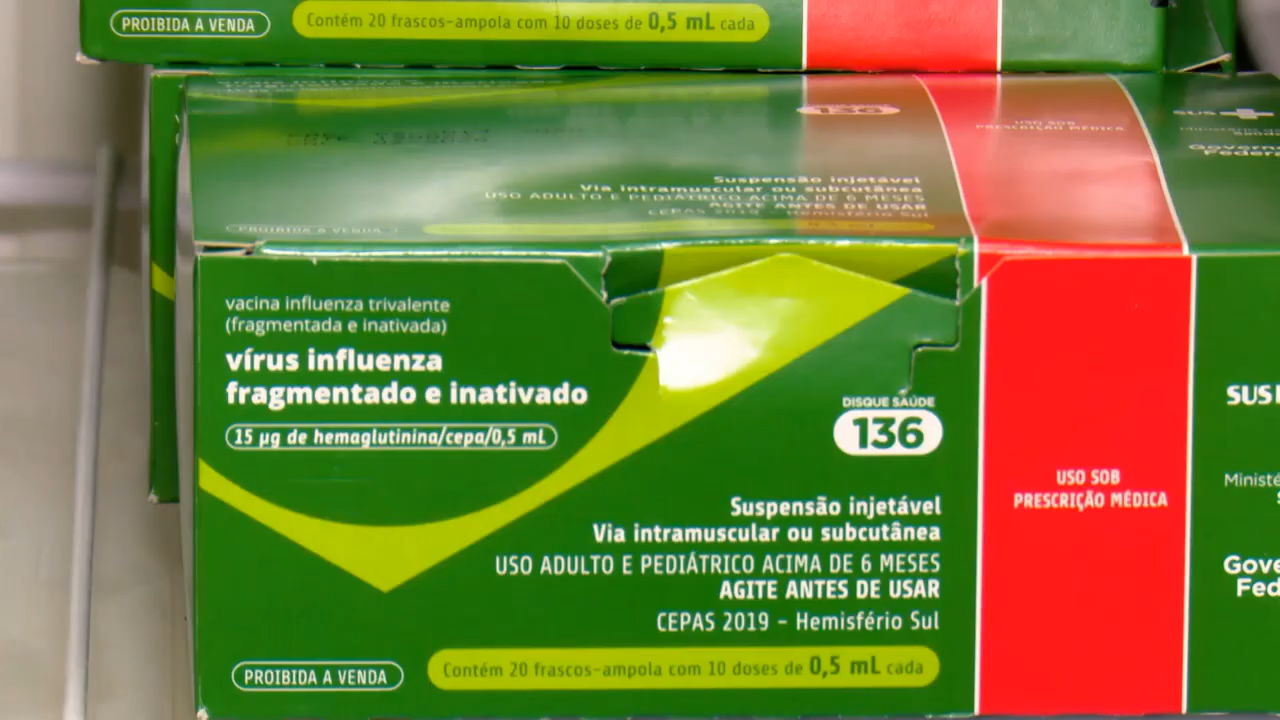 PROIBIDA A VENDA
Contém 20 frascos-ampola com 10 doses de 0,5 mL cada
136
USO SOB
PRESCRIÇÃO MÉDICA
SUS
Governo
Federa
Suspensão injetável
Via intramuscular ou subcutânea
USO ADULTO E PEDIÁTRICO ACIMA DE 6 MESES
AGITE ANTES DE USAR
CEPAS 2019 - Hemisfério Sul
PROIBIDA A VENDA
vacina influenza trivalente
(fragmentada e inativada)
vírus influenza
fragmentado e inativado
15 µg de hemaglutinina/cepa/0,5 mL
DISQUE SAÚDE
136
Suspensão injetável
Via intramuscular ou subcutânea
USO ADULTO E PEDIÁTRICO ACIMA DE 6 MESES
AGITE ANTES DE USAR
CEPAS 2019 - Hemisfério Sul
PROIBIDA A VENDA
Contém 20 frascos-ampola com 10 doses de 0,5 mL cada
USO SOB
PRESCRIÇÃO MÉDICA
SUS
Ministé
Gove
Fed